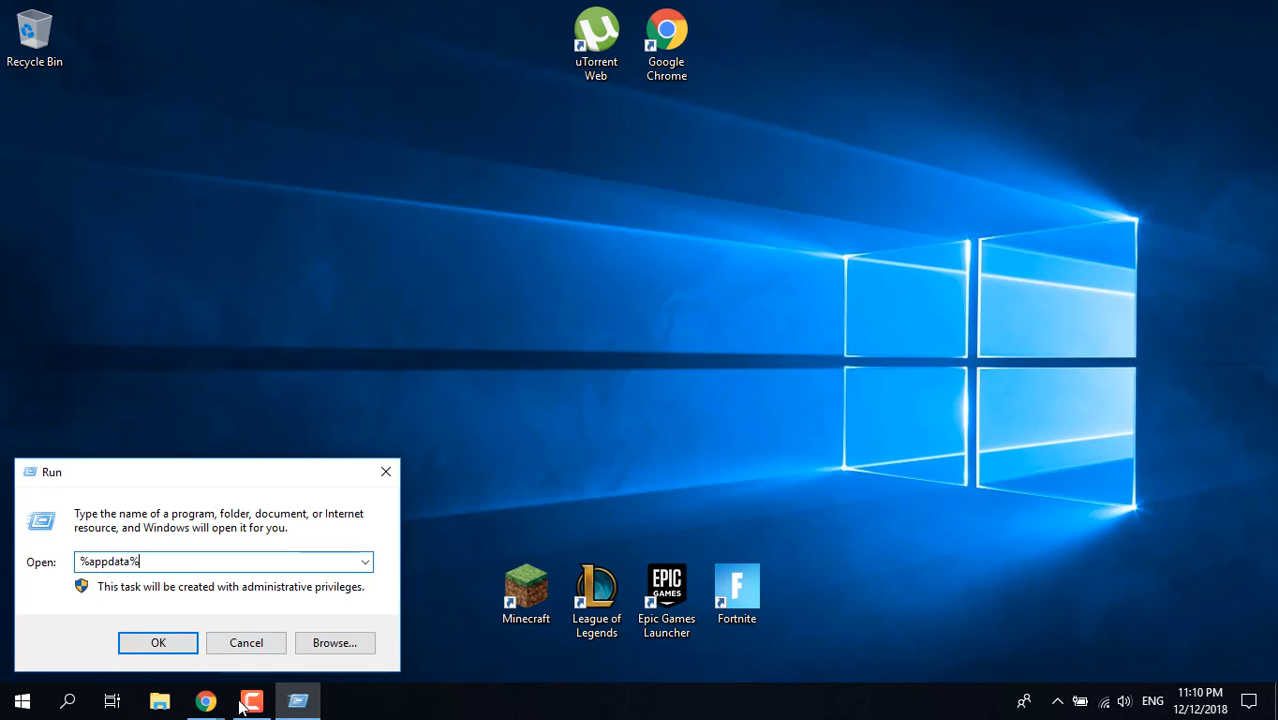 Recycle Bin
uTorrent
Web
Google
Chrome
Run
Type the name of a program, folder, document, or Internet
resource, and Windows will open it for you.
Open:
%appdata%
This task will be created with administrative privileges.
OK
Cancel
Browse...
Minecraft
League of
Legends
EPIC
GAMES
Epic Games
Launcher
F
Fortnite
ENG
11:10 PM
12/12/2018